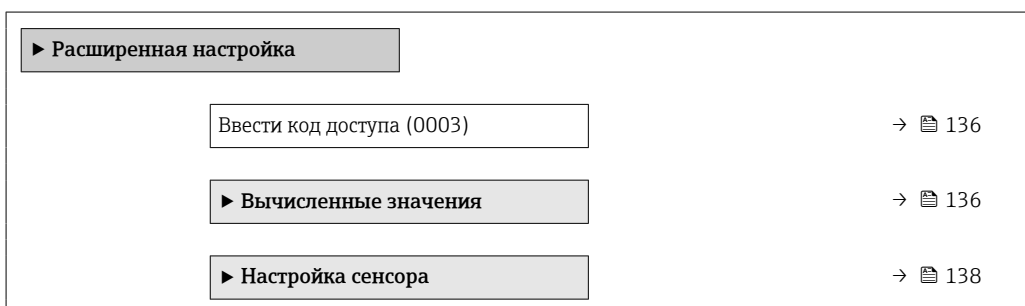 ▶ Расширенная настройка
Ввести код доступа (0003) → 136
▶ Вычисленные значения → 136
▶ Настройка сенсора → 138